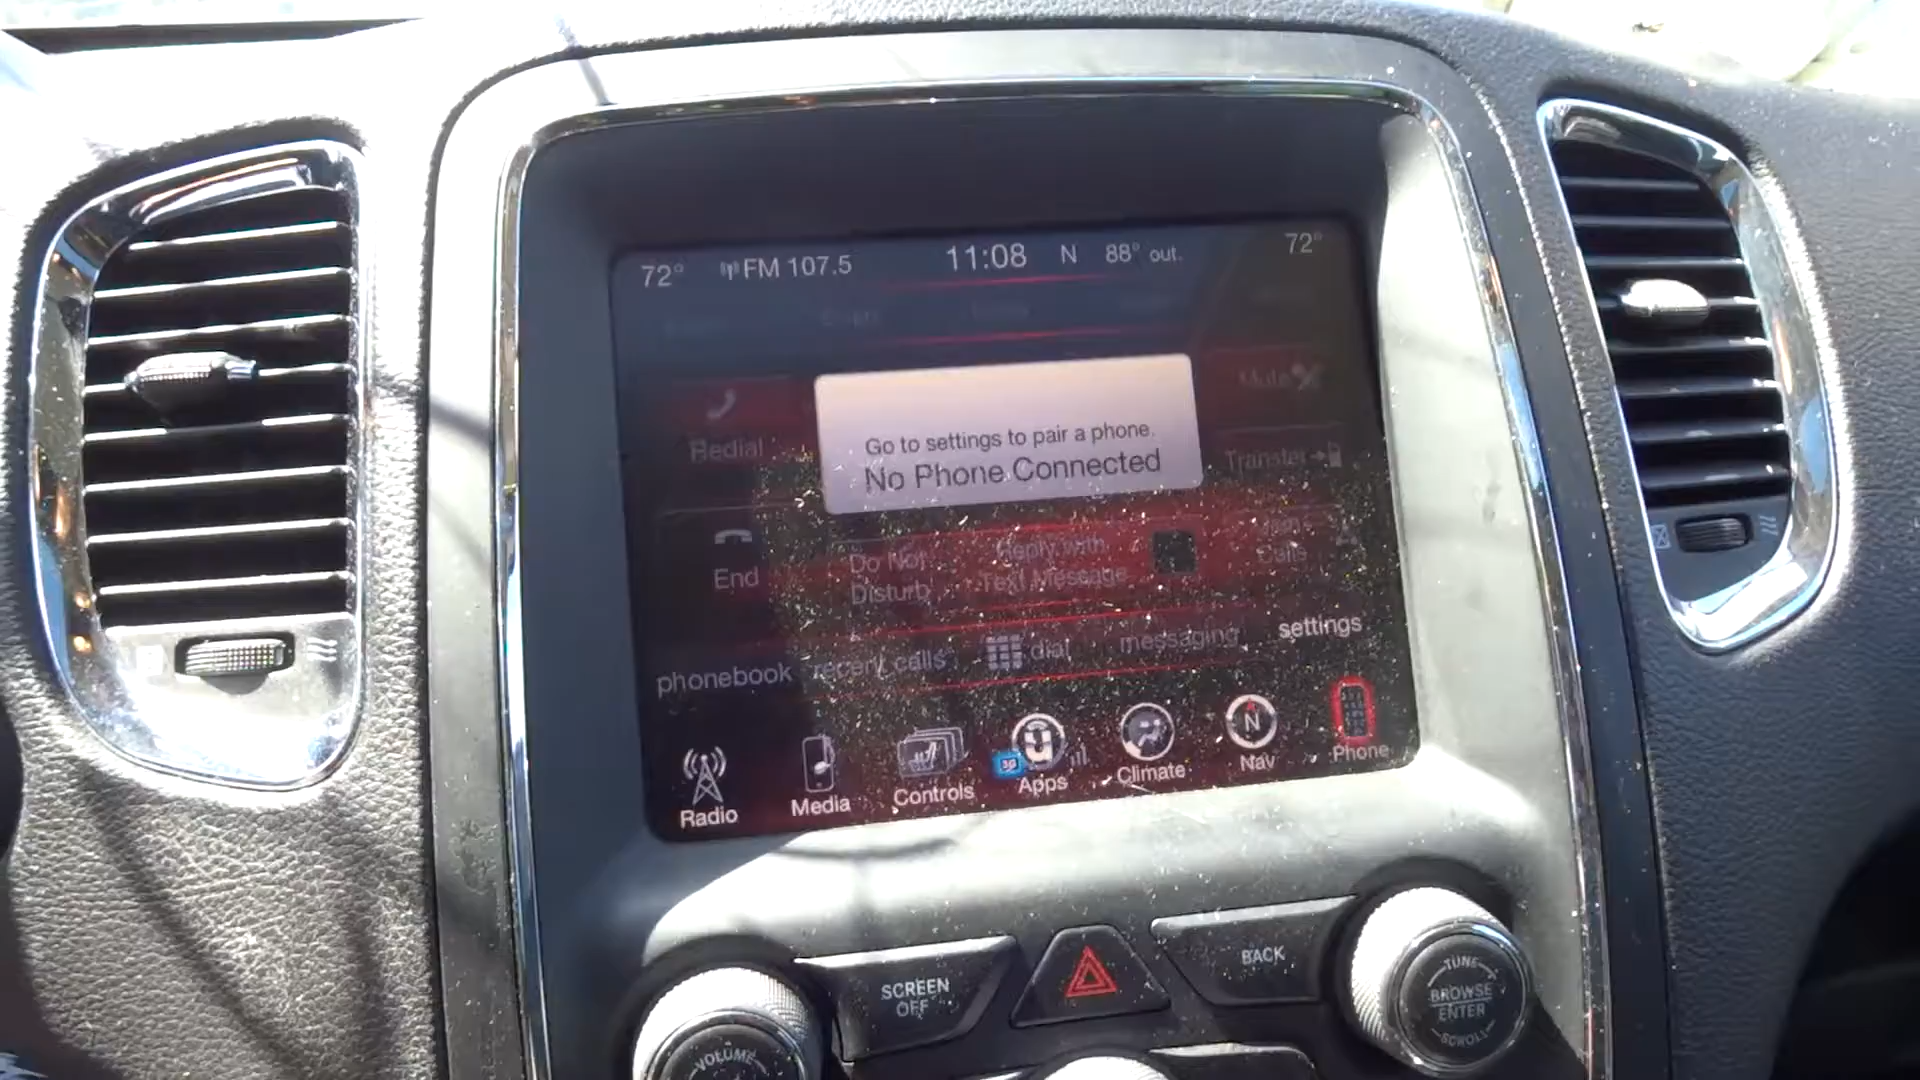 72° FM 107.5 11:08 N 88° out. 72°
Go to settings to pair a phone.
No Phone Connected
Redial
Mute
Transfer
End
Do Not
Disturb
Reply with
Text Message
Calls
phonebook recent calls dial messaging settings
3G
N
Radio Media Controls Apps Climate Nav Phone
SCREEN
OFF
BACK
TUNE
BROWSE
ENTER
SCROLL
VOLUME